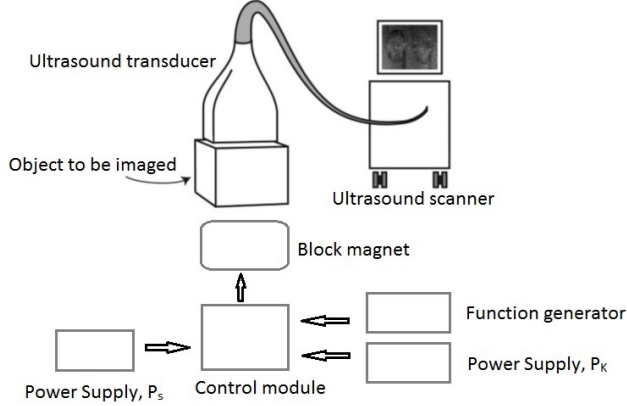 Ultrasound transducer
Object to be imaged
Ultrasound scanner
Block magnet
Function generator
Power Supply, Pₛ
Control module
Power Supply, Pₖ